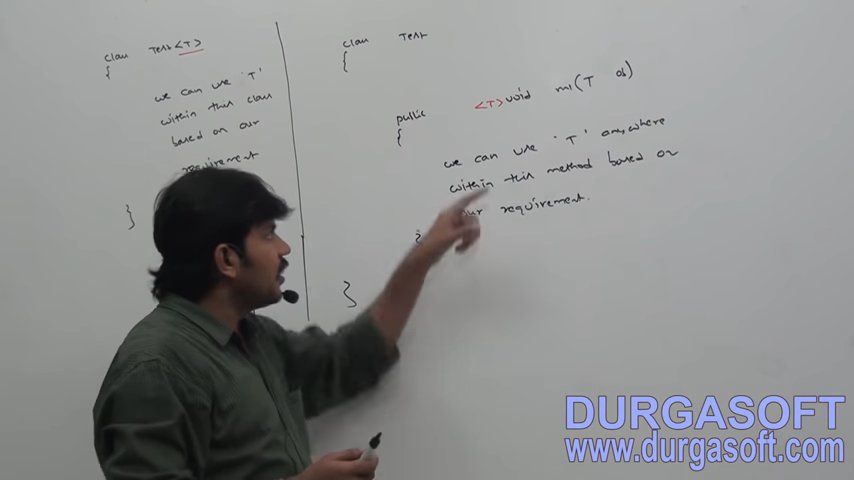 class Test<T>
{
we can use 'T'
within this class
based on our
requirement
}
class Test
{
public <T> void m1(T ob)
{
we can use 'T' anywhere
within this method based on
our requirement.
}
}
DURGASOFT
www.durgasoft.com